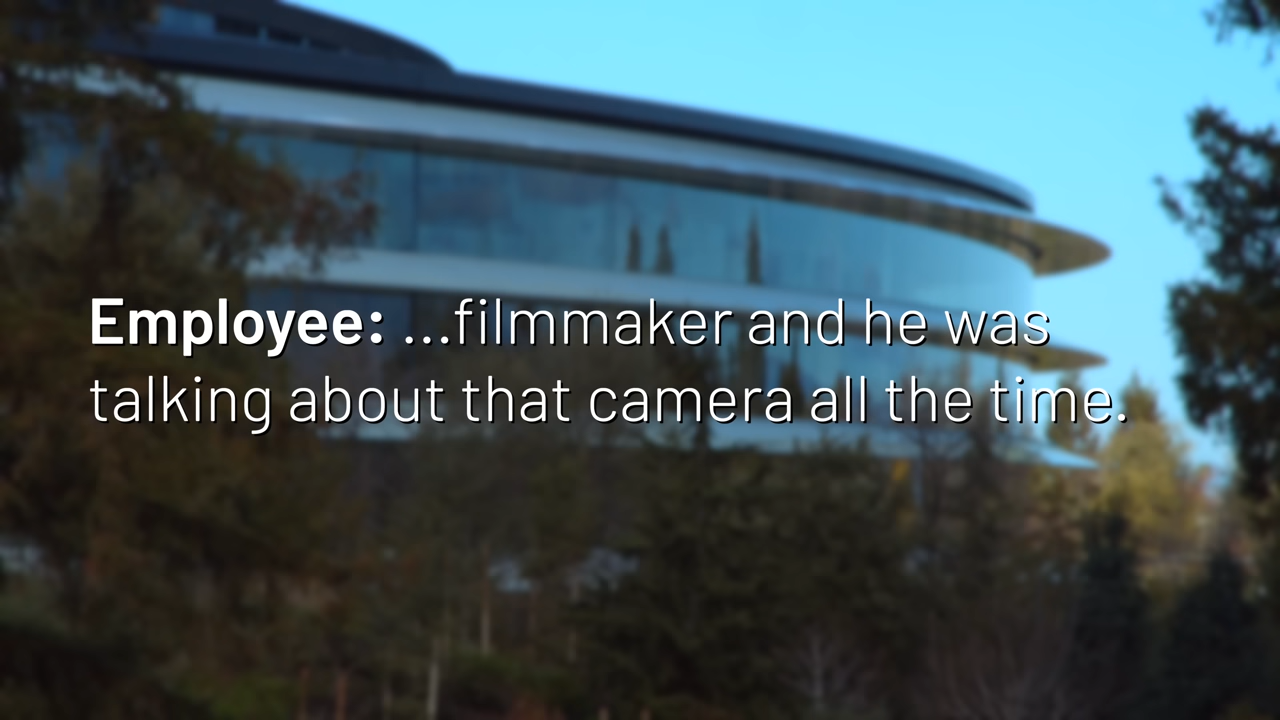 Employee: ...filmmaker and he was
talking about that camera all the time.